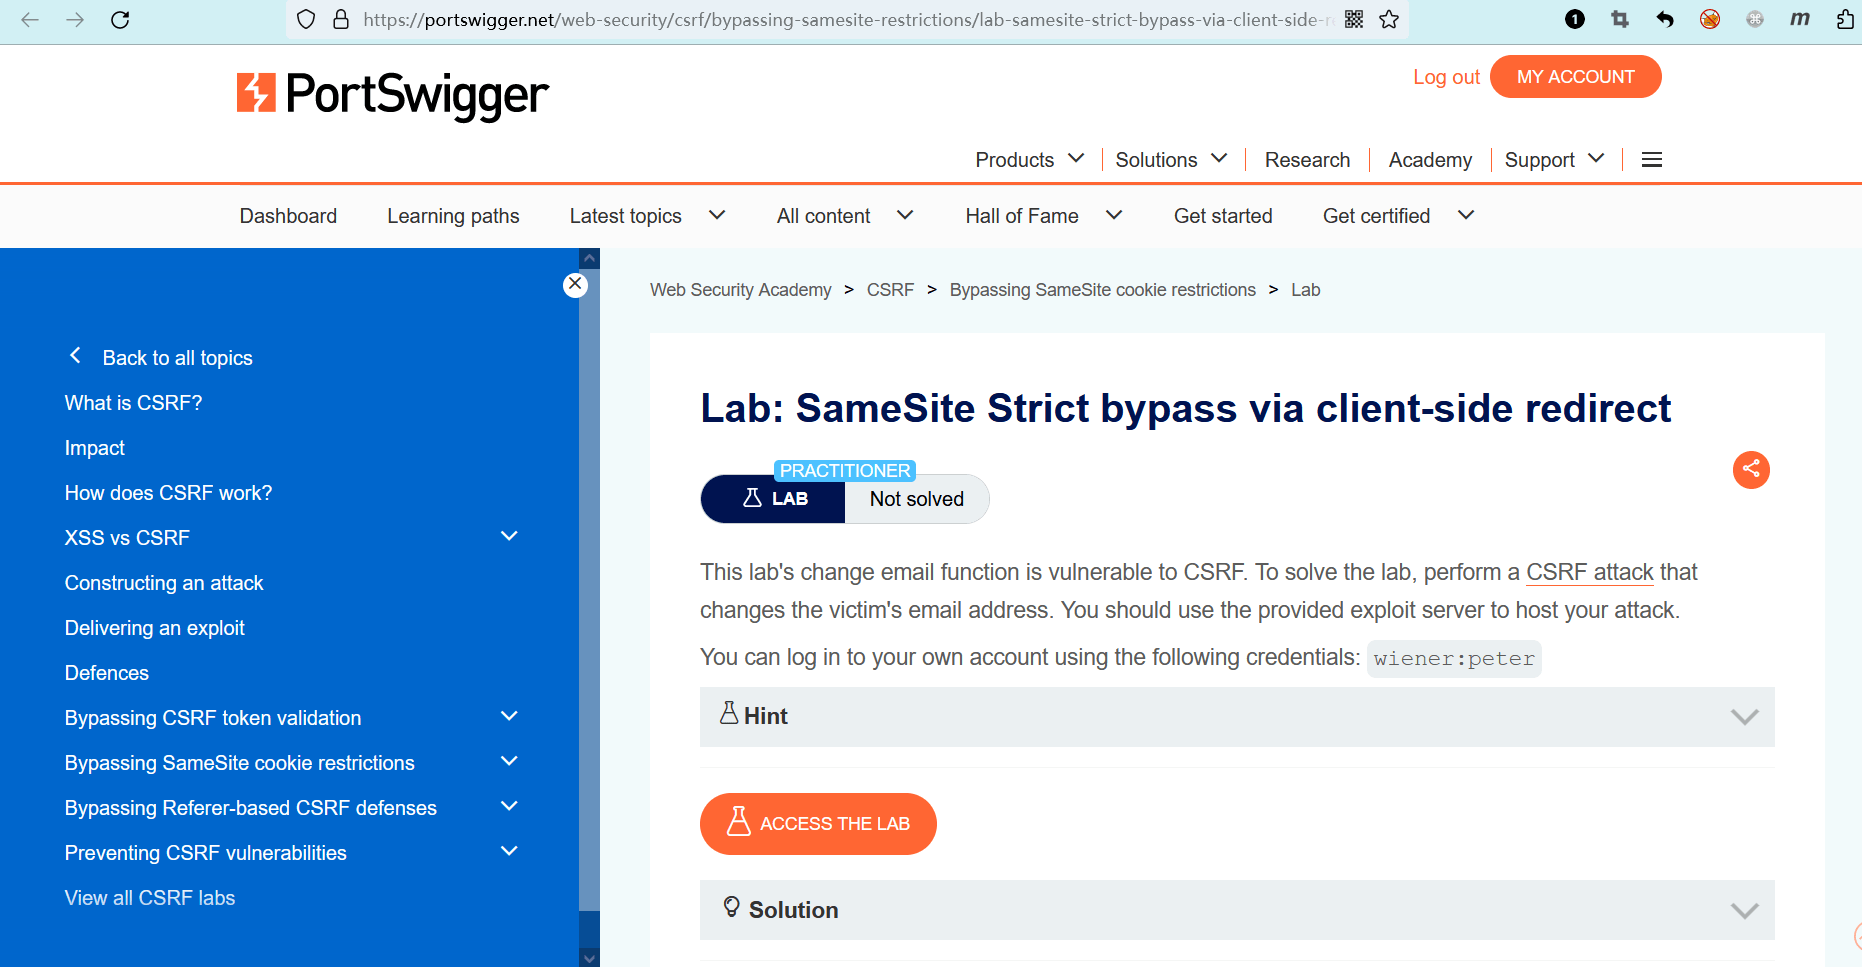 https://portswigger.net/web-security/csrf/bypassing-samesite-restrictions/lab-samesite-strict-bypass-via-client-side-r
1
m
PortSwigger
Log out
MY ACCOUNT
Products
Solutions
Research
Academy
Support
Dashboard
Learning paths
Latest topics
All content
Hall of Fame
Get started
Get certified
Back to all topics
What is CSRF?
Impact
How does CSRF work?
XSS vs CSRF
Constructing an attack
Delivering an exploit
Defences
Bypassing CSRF token validation
Bypassing SameSite cookie restrictions
Bypassing Referer-based CSRF defenses
Preventing CSRF vulnerabilities
View all CSRF labs
Web Security Academy > CSRF > Bypassing SameSite cookie restrictions > Lab
Lab: SameSite Strict bypass via client-side redirect
PRACTITIONER
LAB
Not solved
This lab's change email function is vulnerable to CSRF. To solve the lab, perform a CSRF attack that
changes the victim's email address. You should use the provided exploit server to host your attack.
You can log in to your own account using the following credentials: wiener:peter
Hint
ACCESS THE LAB
Solution